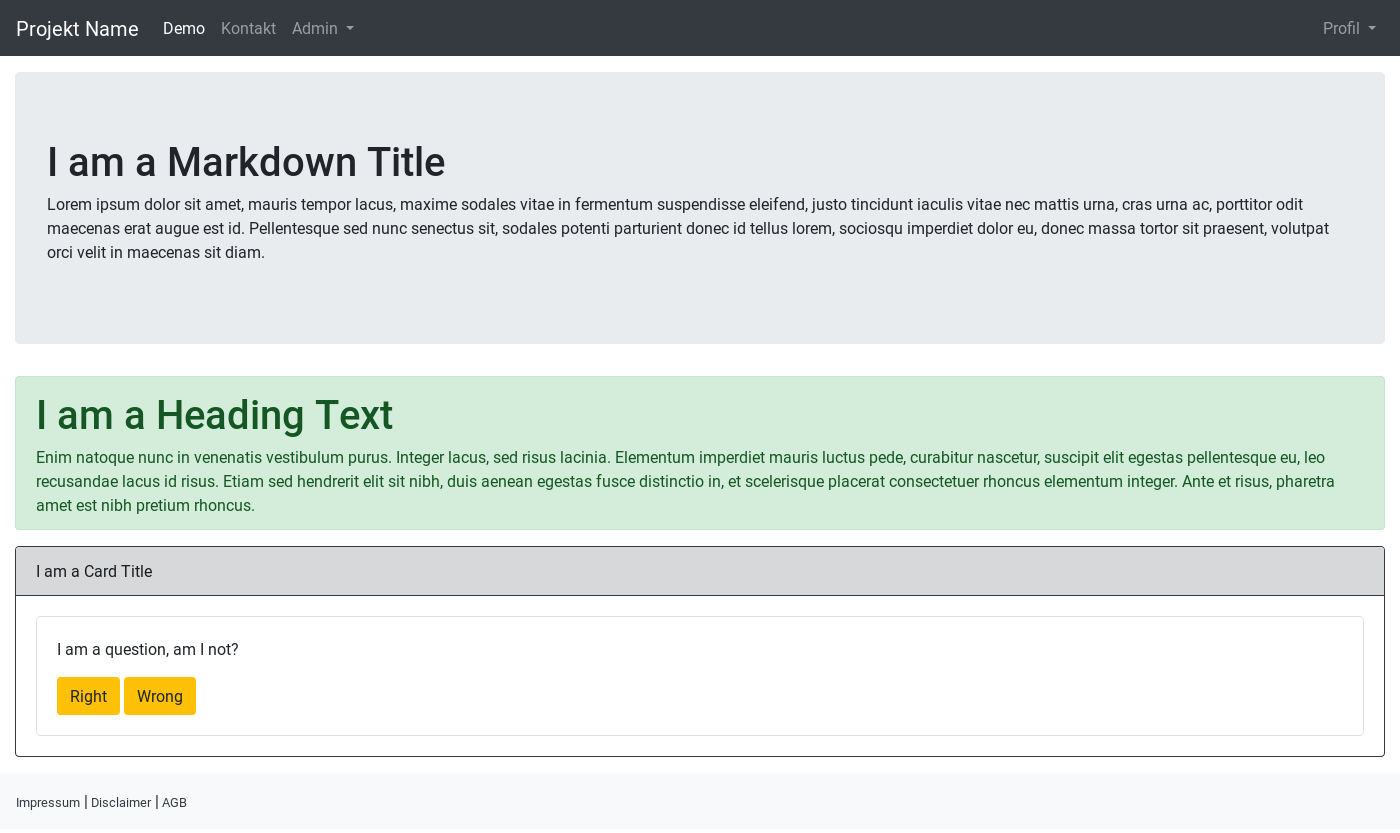 Projekt Name Demo Kontakt Admin Profil
I am a Markdown Title
Lorem ipsum dolor sit amet, mauris tempor lacus, maxime sodales vitae in fermentum suspendisse eleifend, justo tincidunt iaculis vitae nec mattis urna, cras urna ac, porttitor odit
maecenas erat augue est id. Pellentesque sed nunc senectus sit, sodales potenti parturient donec id tellus lorem, sociosqu imperdiet dolor eu, donec massa tortor sit praesent, volutpat
orci velit in maecenas sit diam.
I am a Heading Text
Enim natoque nunc in venenatis vestibulum purus. Integer lacus, sed risus lacinia. Elementum imperdiet mauris luctus pede, curabitur nascetur, suscipit elit egestas pellentesque eu, leo
recusandae lacus id risus. Etiam sed hendrerit elit sit nibh, duis aenean egestas fusce distinctio in, et scelerisque placerat consectetuer rhoncus elementum integer. Ante et risus, pharetra
amet est nibh pretium rhoncus.
I am a Card Title
I am a question, am I not?
Right Wrong
Impressum | Disclaimer | AGB